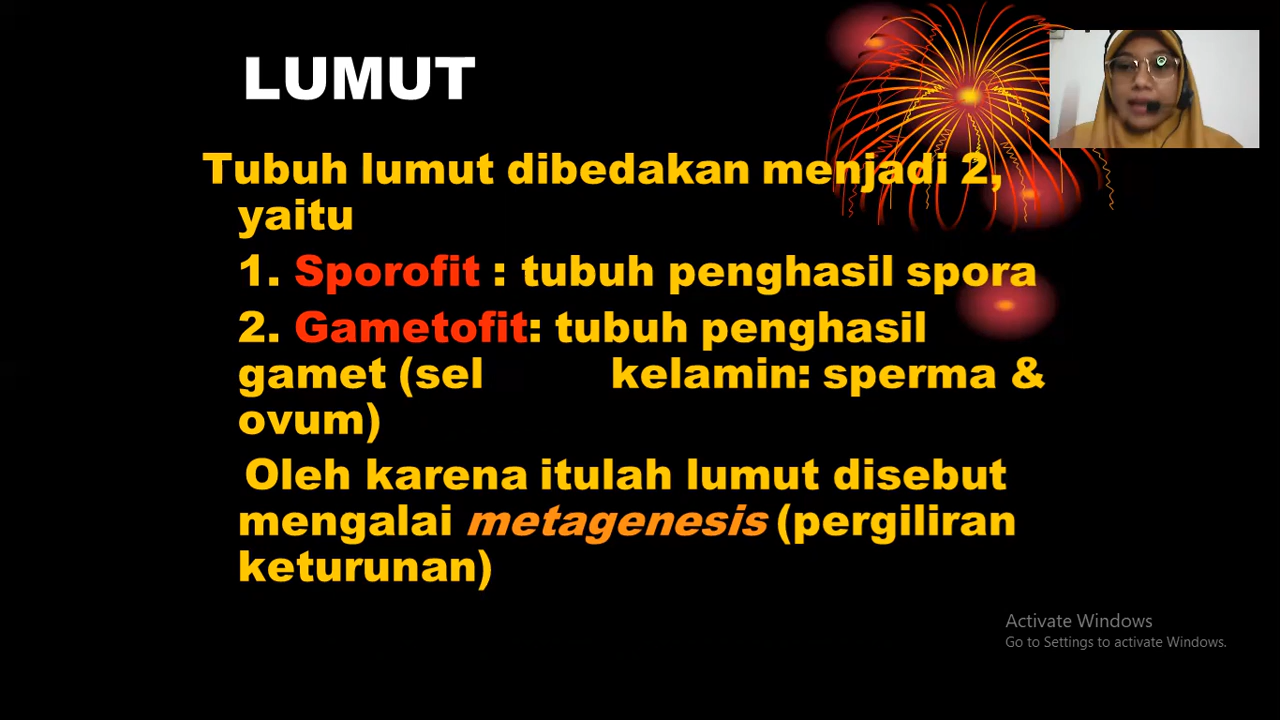 LUMUT
Tubuh lumut dibedakan menjadi 2,
yaitu
1. Sporofit : tubuh penghasil spora
2. Gametofit: tubuh penghasil
gamet (sel kelamin: sperma &
ovum)
Oleh karena itulah lumut disebut
mengalai metagenesis (pergiliran
keturunan)
Activate Windows
Go to Settings to activate Windows.